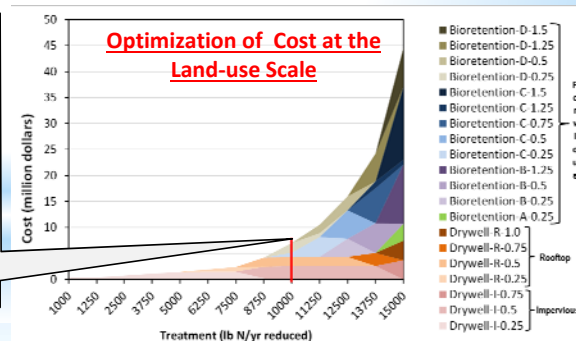 Optimization of Cost at the
Land-use Scale
50
45
40
35
30
25
20
15
10
5
0
Cost (million dollars)
1000
1250
2500
3750
5000
6250
7500
8750
10000
11250
12500
13750
15000
Treatment (lb N/yr reduced)
Bioretention-D-1.5
Bioretention-D-1.25
Bioretention-D-0.5
Bioretention-D-0.25
Bioretention-C-1.5
Bioretention-C-1.25
Bioretention-C-0.75
Bioretention-C-0.5
Bioretention-C-0.25
Bioretention-B-1.25
Bioretention-B-0.5
Bioretention-B-0.25
Bioretention-A-0.25
Drywell-R-1.0
Drywell-R-0.75
Drywell-R-0.5
Drywell-R-0.25
Drywell-I-0.75
Drywell-I-0.5
Drywell-I-0.25
Rooftop
Impervious